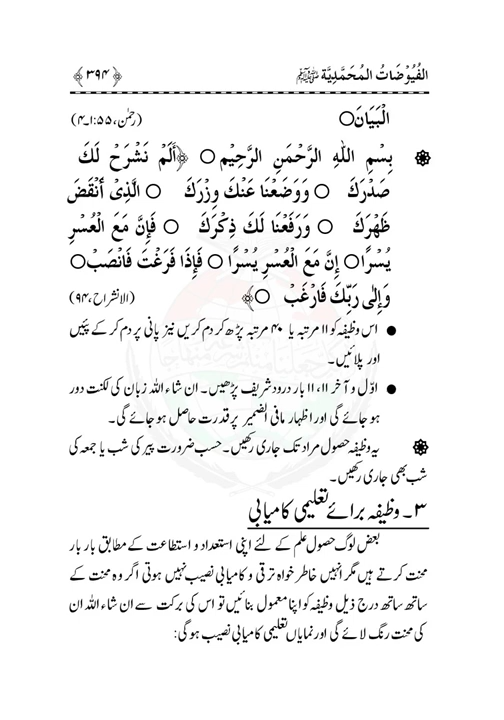 الفُیُوْضَاتُ المُحَمَّدِیَّة ﷺ ﴿۳۹۴﴾
الْبَيَانَ○ (رحمٰن، ۵۵:۱۔۴)
بِسْمِ اللهِ الرَّحْمٰنِ الرَّحِيْمِ ○ ﴿اَلَمْ نَشْرَحْ لَكَ
صَدْرَكَ ○ وَوَضَعْنَا عَنْكَ وِزْرَكَ ○ الَّذِىْ اَنْقَضَ
ظَهْرَكَ ○ وَرَفَعْنَا لَكَ ذِكْرَكَ ○ فَاِنَّ مَعَ الْعُسْرِ
يُسْرًا○ اِنَّ مَعَ الْعُسْرِ يُسْرًا ○ فَاِذَا فَرَغْتَ فَانْصَبْ○
وَاِلٰى رَبِّكَ فَارْغَبْ ○﴾ (الانشراح، ۹۴)
● اس وظیفہ کو ۱۱ مرتبہ یا ۴۰ مرتبہ پڑھ کر دم کریں نیز پانی پر دم کر کے پئیں
اور پلائیں۔
● اوّل و آخر ۱۱، ۱۱ بار درود شریف پڑھیں۔ ان شاء اللہ زبان کی لکنت دور
ہو جائے گی اور اظہار مافی الضمیر پر قدرت حاصل ہو جائے گی۔
یہ وظیفہ حصول مراد تک جاری رکھیں۔ حسب ضرورت پیر کی شب یا جمعہ کی
شب بھی جاری رکھیں۔
۳۔ وظیفہ برائے تعلیمی کامیابی
بعض لوگ حصول علم کے لئے اپنی استعداد و استطاعت کے مطابق بار بار
محنت کرتے ہیں مگر انہیں خاطر خواہ ترقی و کامیابی نصیب نہیں ہوتی اگر وہ محنت کے
ساتھ ساتھ درج ذیل وظیفہ کو اپنا معمول بنائیں تو اس کی برکت سے ان شاء اللہ ان
کی محنت رنگ لائے گی اور نمایاں تعلیمی کامیابی نصیب ہو گی: